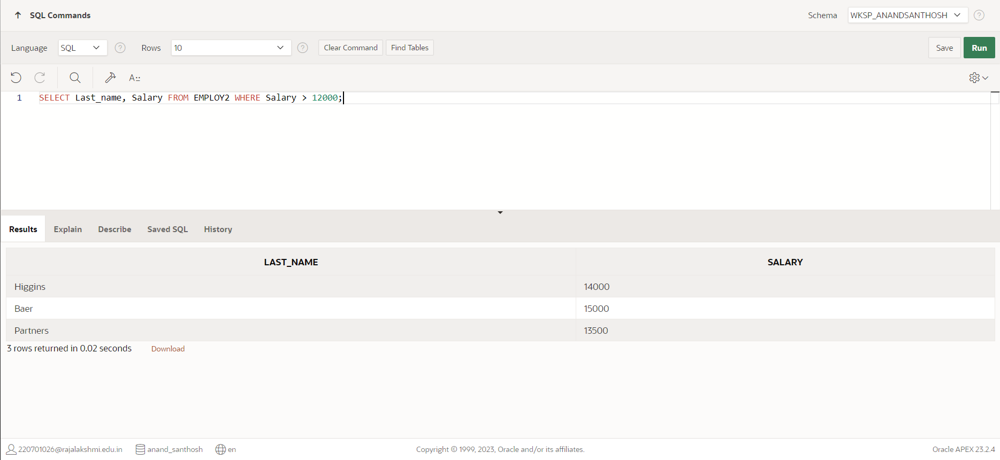 SQL Commands
Schema WKSP_ANANDSANTHOSH ?
Language SQL ? Rows 10 ? Clear Command Find Tables Save Run
1 SELECT Last_name, Salary FROM EMPLOY2 WHERE Salary > 12000;
Results Explain Describe Saved SQL History
LAST_NAME SALARY
Higgins 14000
Baer 15000
Partners 13500
3 rows returned in 0.02 seconds Download
220701026@rajalakshmi.edu.in anand_santhosh en Copyright © 1999, 2023, Oracle and/or its affiliates. Oracle APEX 23.2.4